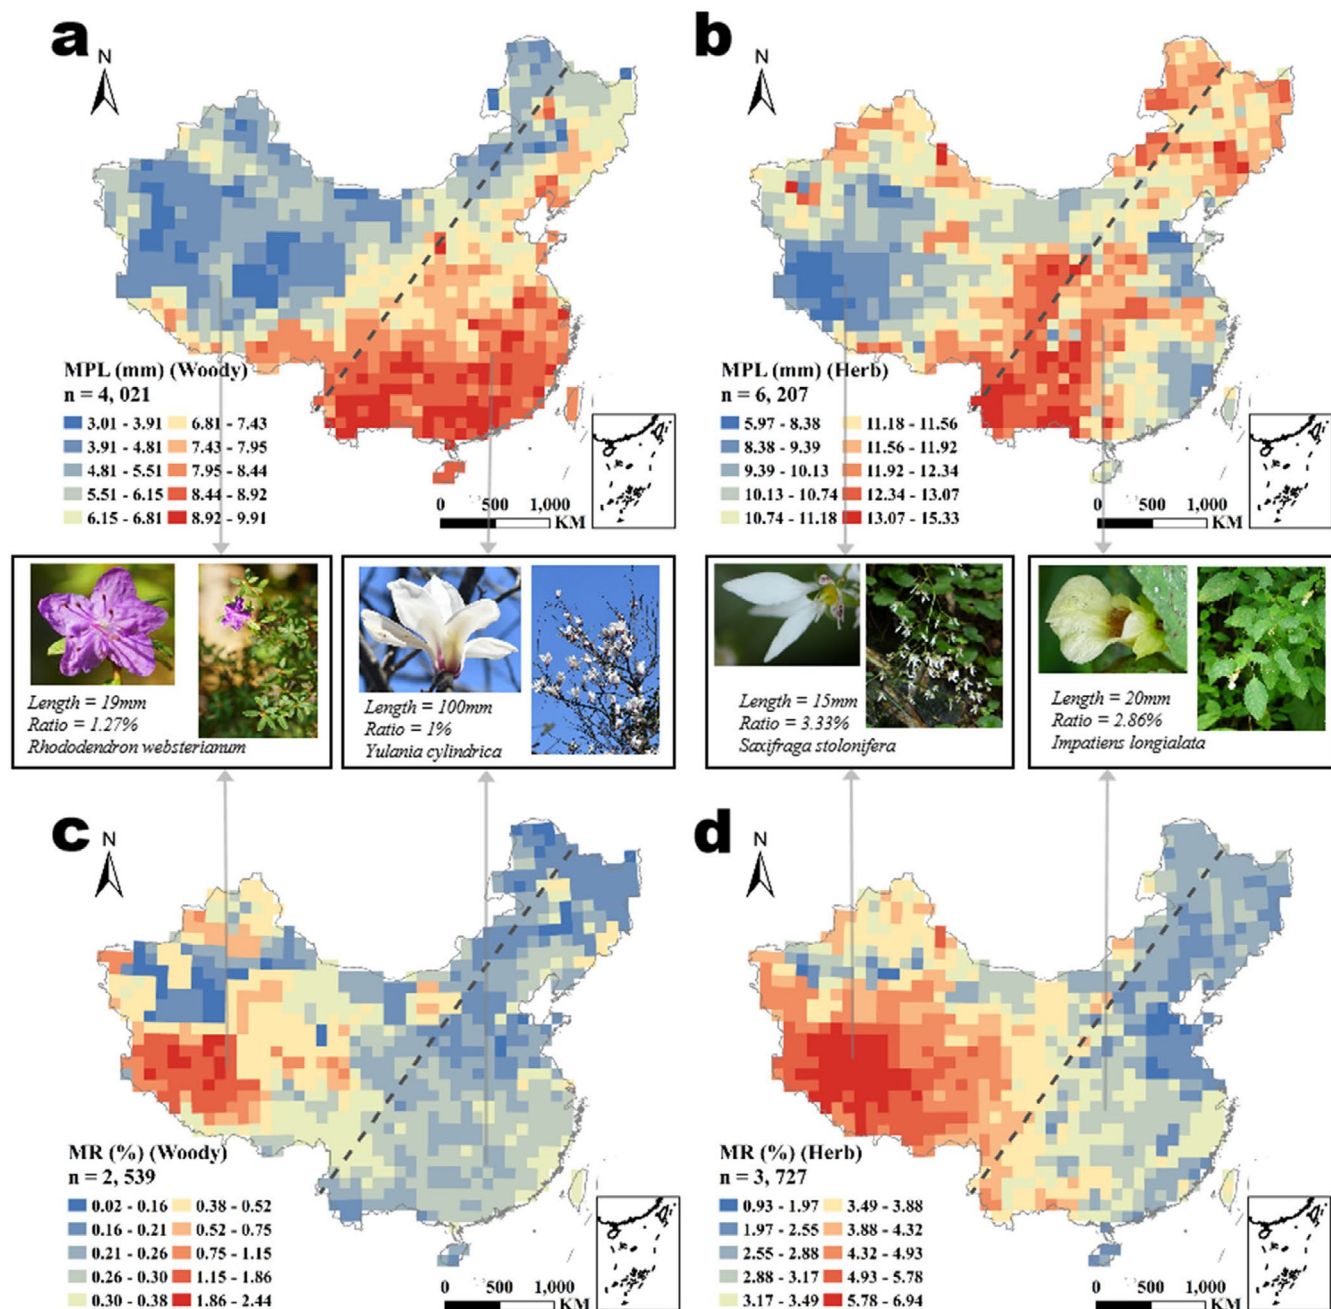 a
b
N
N
MPL (mm) (Woody)
n = 4, 021
3.01 - 3.91 6.81 - 7.43
3.91 - 4.81 7.43 - 7.95
4.81 - 5.51 7.95 - 8.44
5.51 - 6.15 8.44 - 8.92
6.15 - 6.81 8.92 - 9.91
0 500 1,000
KM
MPL (mm) (Herb)
n = 6, 207
5.97 - 8.38 11.18 - 11.56
8.38 - 9.39 11.56 - 11.92
9.39 - 10.13 11.92 - 12.34
10.13 - 10.74 12.34 - 13.07
10.74 - 11.18 13.07 - 15.33
0 500 1,000
KM
Length = 19mm
Ratio = 1.27%
Rhododendron websterianum
Length = 100mm
Ratio = 1%
Yulania cylindrica
Length = 15mm
Ratio = 3.33%
Saxifraga stolonifera
Length = 20mm
Ratio = 2.86%
Impatiens longialata
c
d
N
N
MR (%) (Woody)
n = 2, 539
0.02 - 0.16 0.38 - 0.52
0.16 - 0.21 0.52 - 0.75
0.21 - 0.26 0.75 - 1.15
0.26 - 0.30 1.15 - 1.86
0.30 - 0.38 1.86 - 2.44
0 500 1,000
KM
MR (%) (Herb)
n = 3, 727
0.93 - 1.97 3.49 - 3.88
1.97 - 2.55 3.88 - 4.32
2.55 - 2.88 4.32 - 4.93
2.88 - 3.17 4.93 - 5.78
3.17 - 3.49 5.78 - 6.94
0 500 1,000
KM